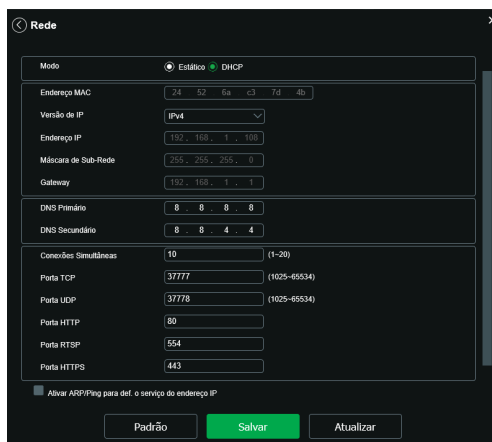 Rede
Modo Estático DHCP
Endereço MAC 24 52 6a c3 7d 4b
Versão de IP IPv4
Endereço IP 192 . 168 . 1 . 108
Máscara de Sub-Rede 255 . 255 . 255 . 0
Gateway 192 . 168 . 1 . 1
DNS Primário 8 . 8 . 8 . 8
DNS Secundário 8 . 8 . 4 . 4
Conexões Simultâneas 10 (1~20)
Porta TCP 37777 (1025~65534)
Porta UDP 37778 (1025~65534)
Porta HTTP 80
Porta RTSP 554
Porta HTTPS 443
Ativar ARP/Ping para def. o serviço do endereço IP
Padrão Salvar Atualizar